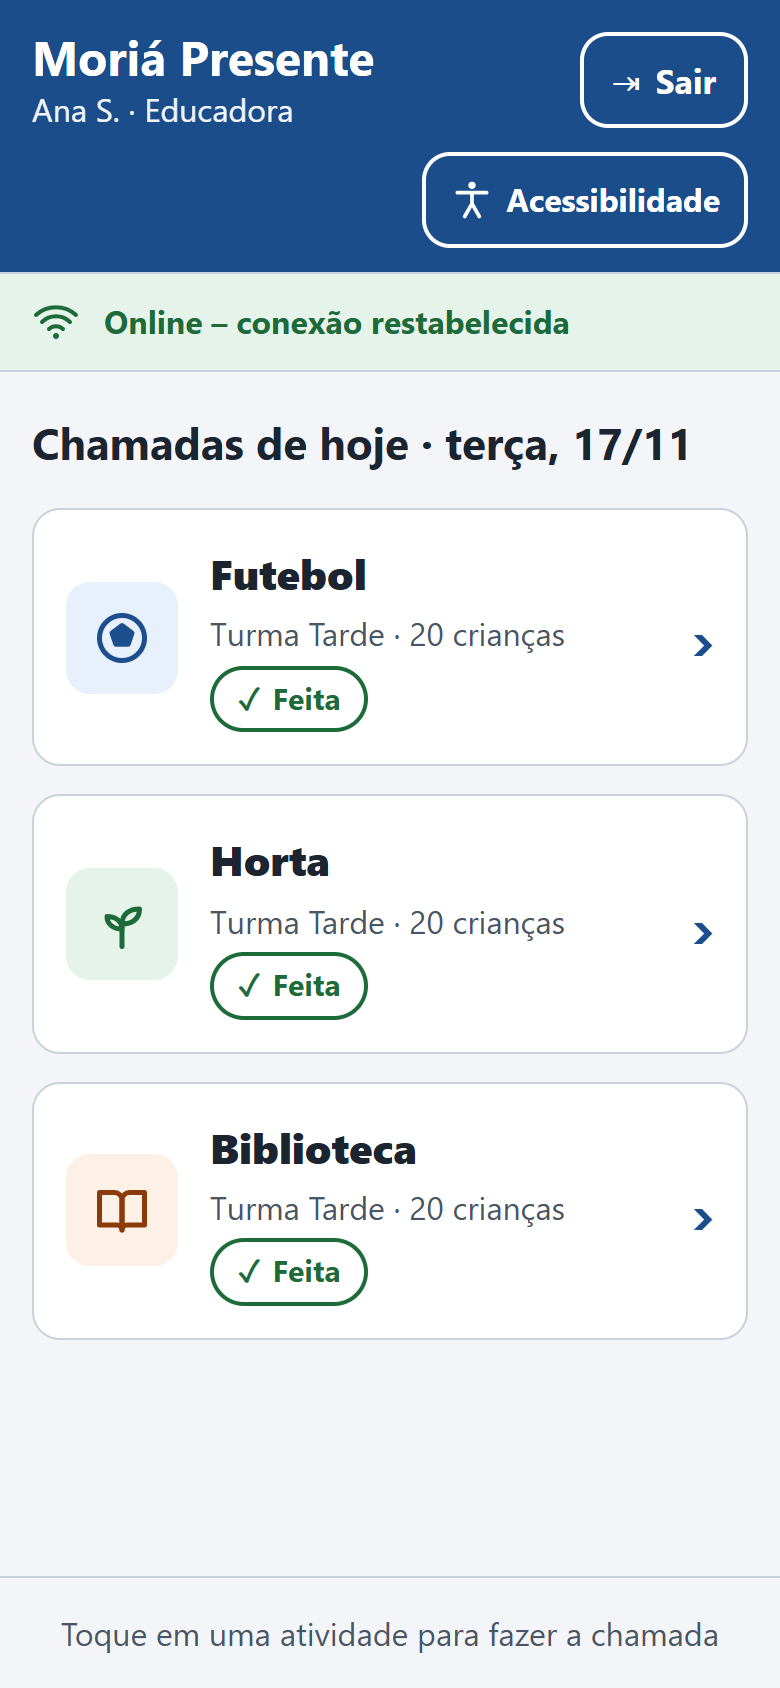 Moriá Presente
Ana S. · Educadora
⇥ Sair
Acessibilidade
Online – conexão restabelecida
Chamadas de hoje · terça, 17/11
Futebol
Turma Tarde · 20 crianças
✓ Feita
Horta
Turma Tarde · 20 crianças
✓ Feita
Biblioteca
Turma Tarde · 20 crianças
✓ Feita
Toque em uma atividade para fazer a chamada